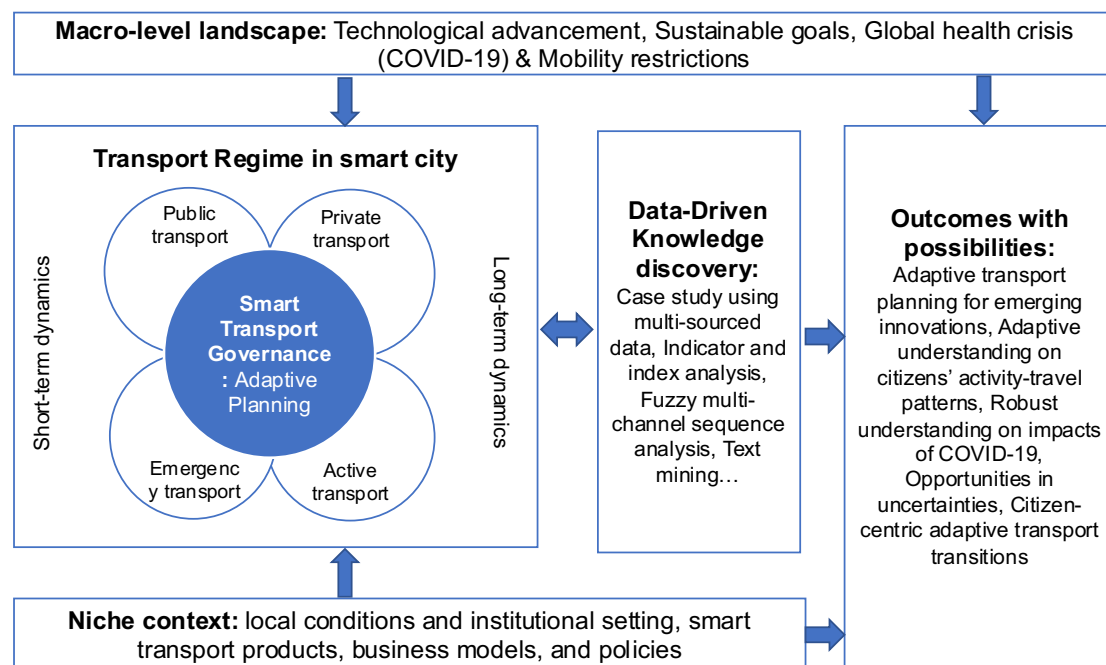 Macro-level landscape: Technological advancement, Sustainable goals, Global health crisis
(COVID-19) & Mobility restrictions
Transport Regime in smart city
Public
transport
Private
transport
Short-term dynamics
Smart
Transport
Governance
: Adaptive
Planning
Long-term dynamics
Emergenc
y transport
Active
transport
Data-Driven
Knowledge
discovery:
Case study using
multi-sourced
data, Indicator and
index analysis,
Fuzzy multi-
channel sequence
analysis, Text
mining…
Outcomes with
possibilities:
Adaptive transport
planning for emerging
innovations, Adaptive
understanding on
citizens’ activity-travel
patterns, Robust
understanding on impacts
of COVID-19,
Opportunities in
uncertainties, Citizen-
centric adaptive transport
transitions
Niche context: local conditions and institutional setting, smart
transport products, business models, and policies